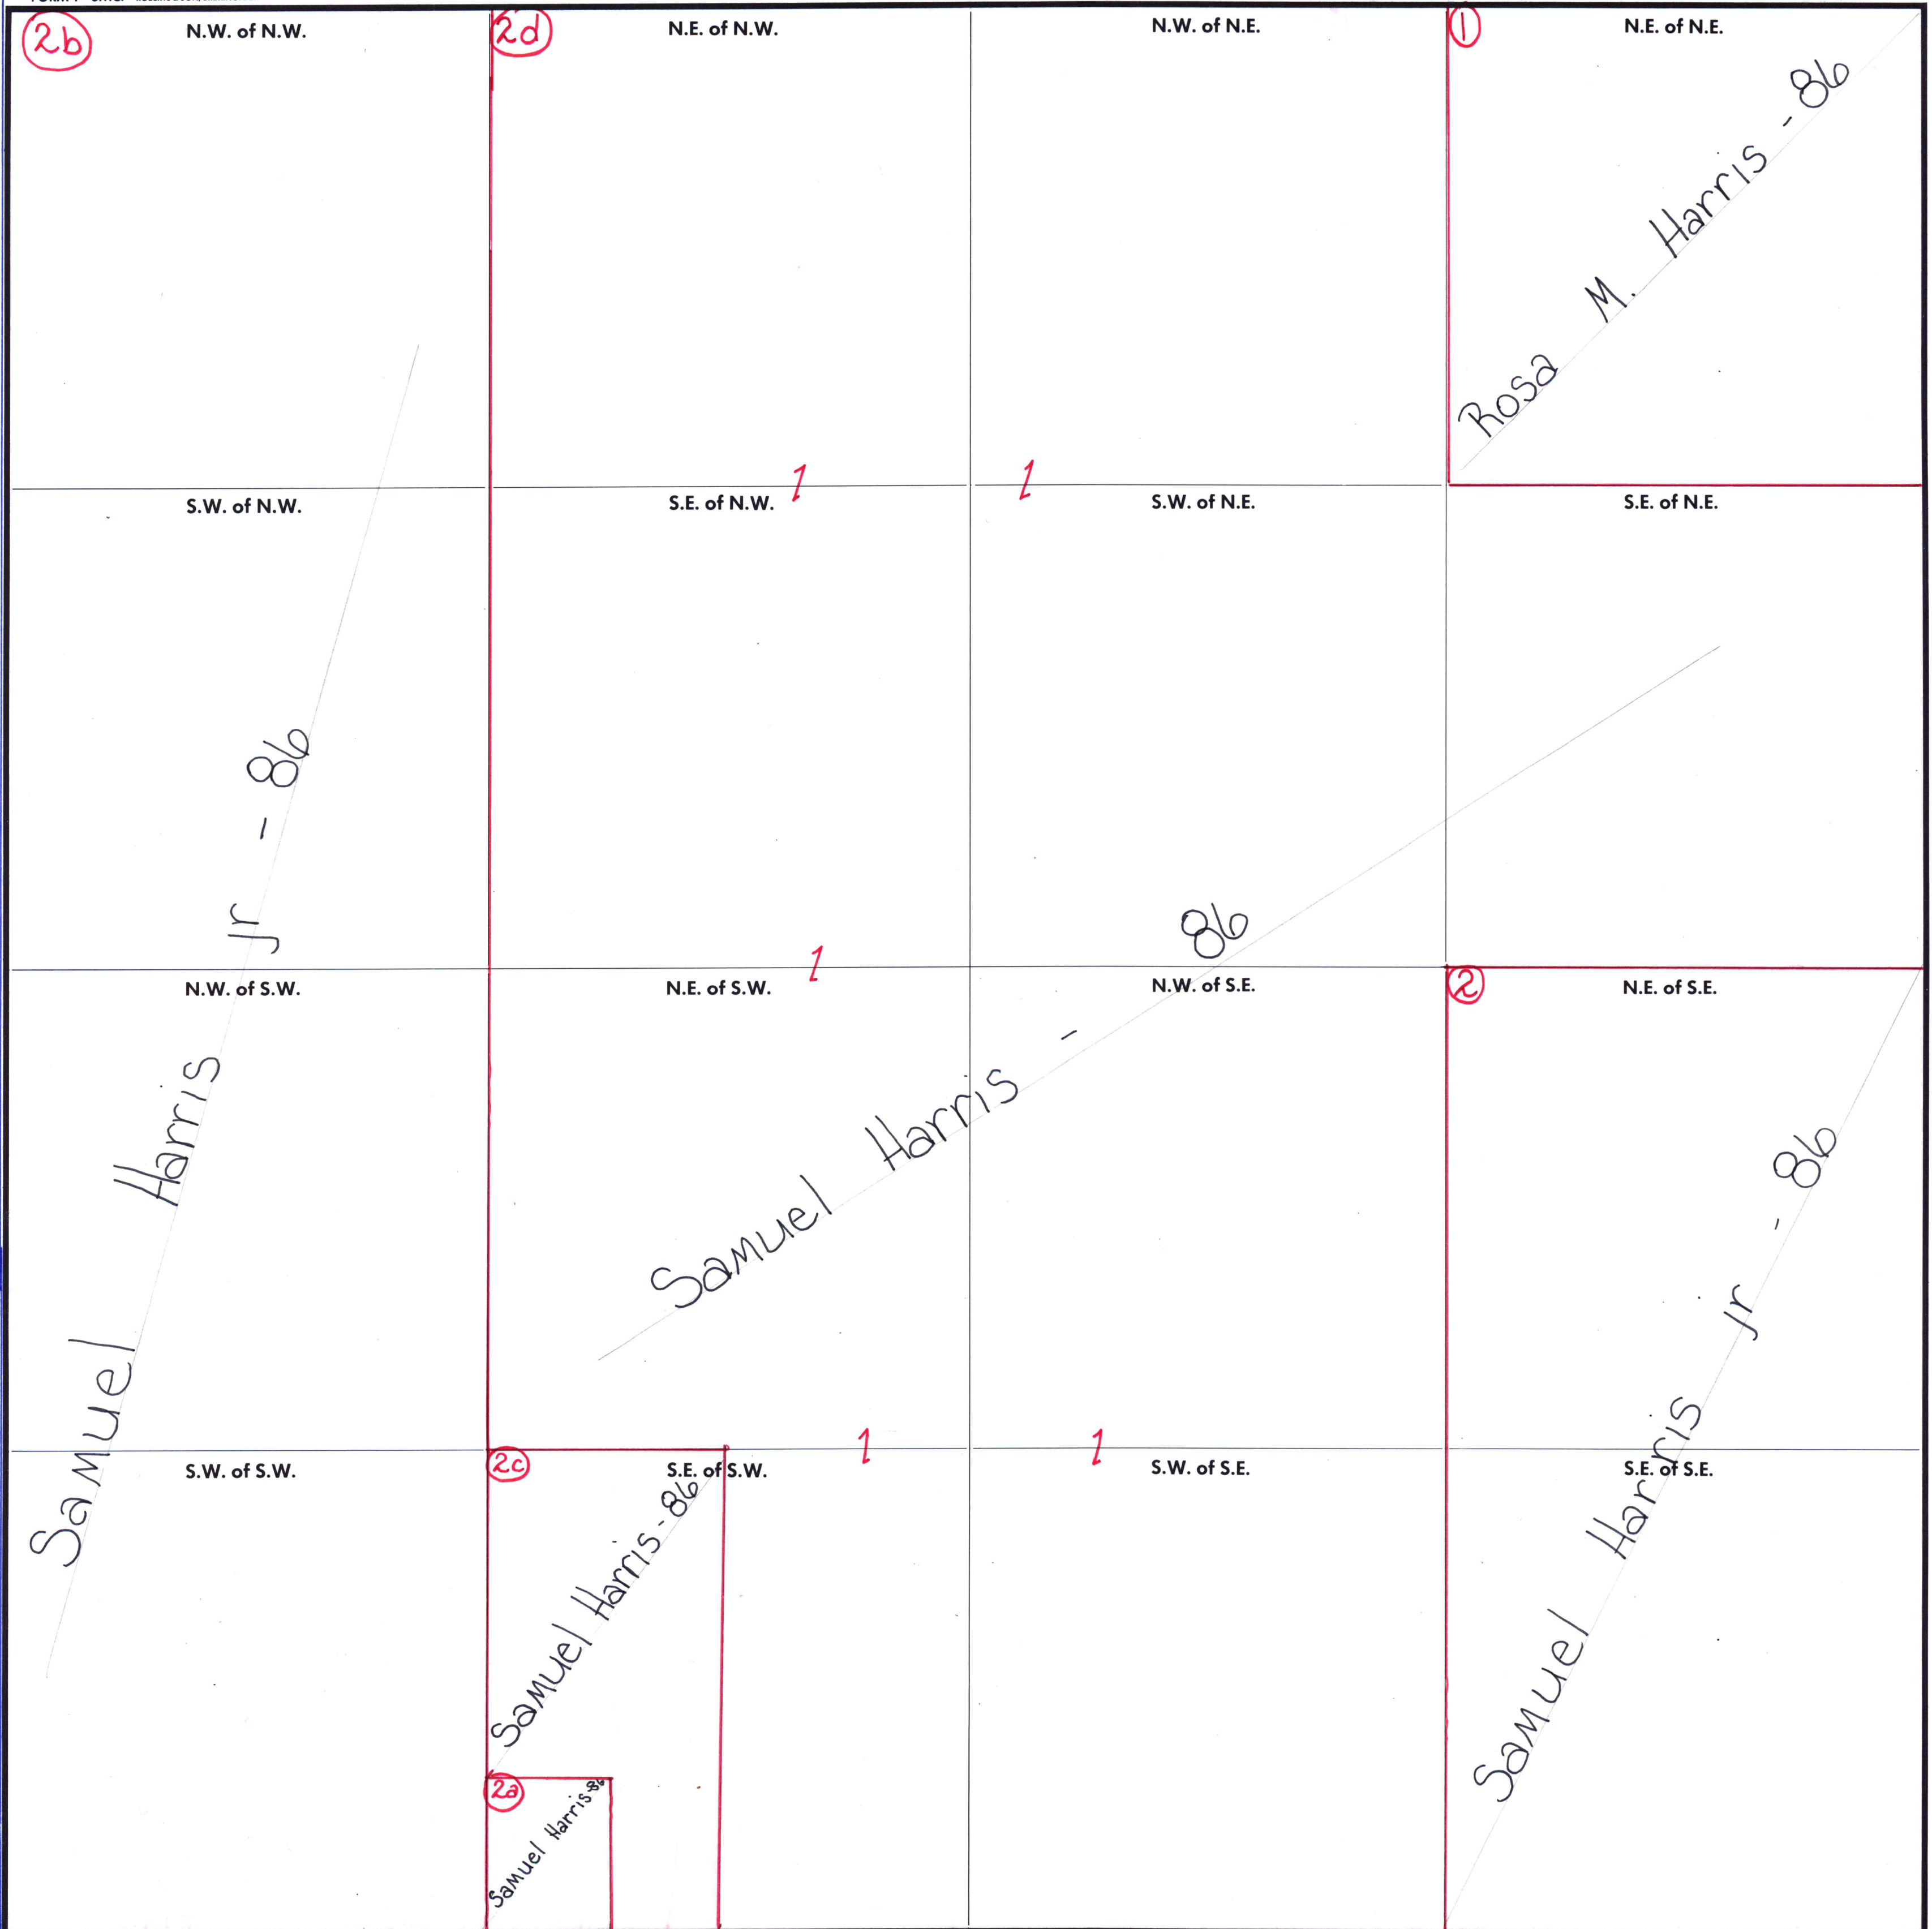 2b
N.W. of N.W.
2d
N.E. of N.W.
N.W. of N.E.
1
N.E. of N.E.
Rosa M. Harris - 86
S.W. of N.W.
S.E. of N.W.
1
1
S.W. of N.E.
S.E. of N.E.
Samuel Harris Jr - 86
N.W. of S.W.
N.E. of S.W.
1
Samuel Harris - 86
N.W. of S.E.
2
N.E. of S.E.
Samuel Harris Jr - 86
S.W. of S.W.
2c
S.E. of S.W.
1
1
S.W. of S.E.
S.E. of S.E.
Samuel Harris - 86
2a
Samuel Harris-86